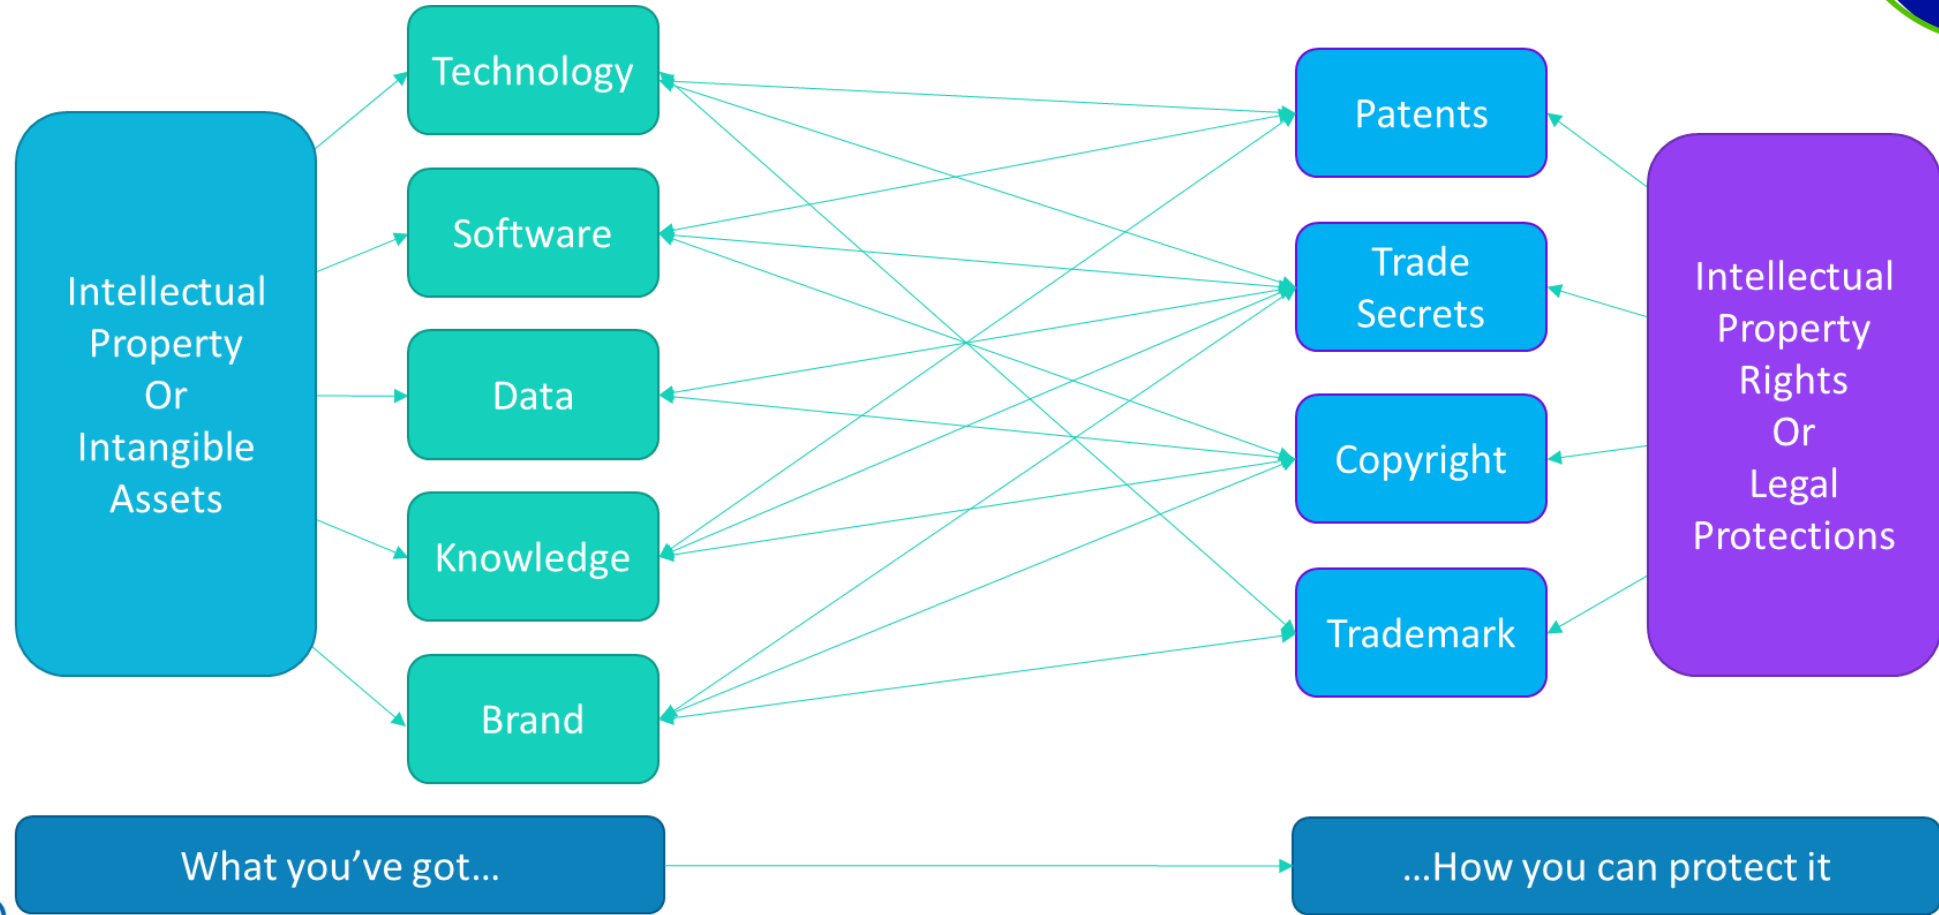 Intellectual
Property
Or
Intangible
Assets
Technology
Software
Data
Knowledge
Brand
Patents
Trade
Secrets
Copyright
Trademark
Intellectual
Property
Rights
Or
Legal
Protections
What you’ve got…
…How you can protect it